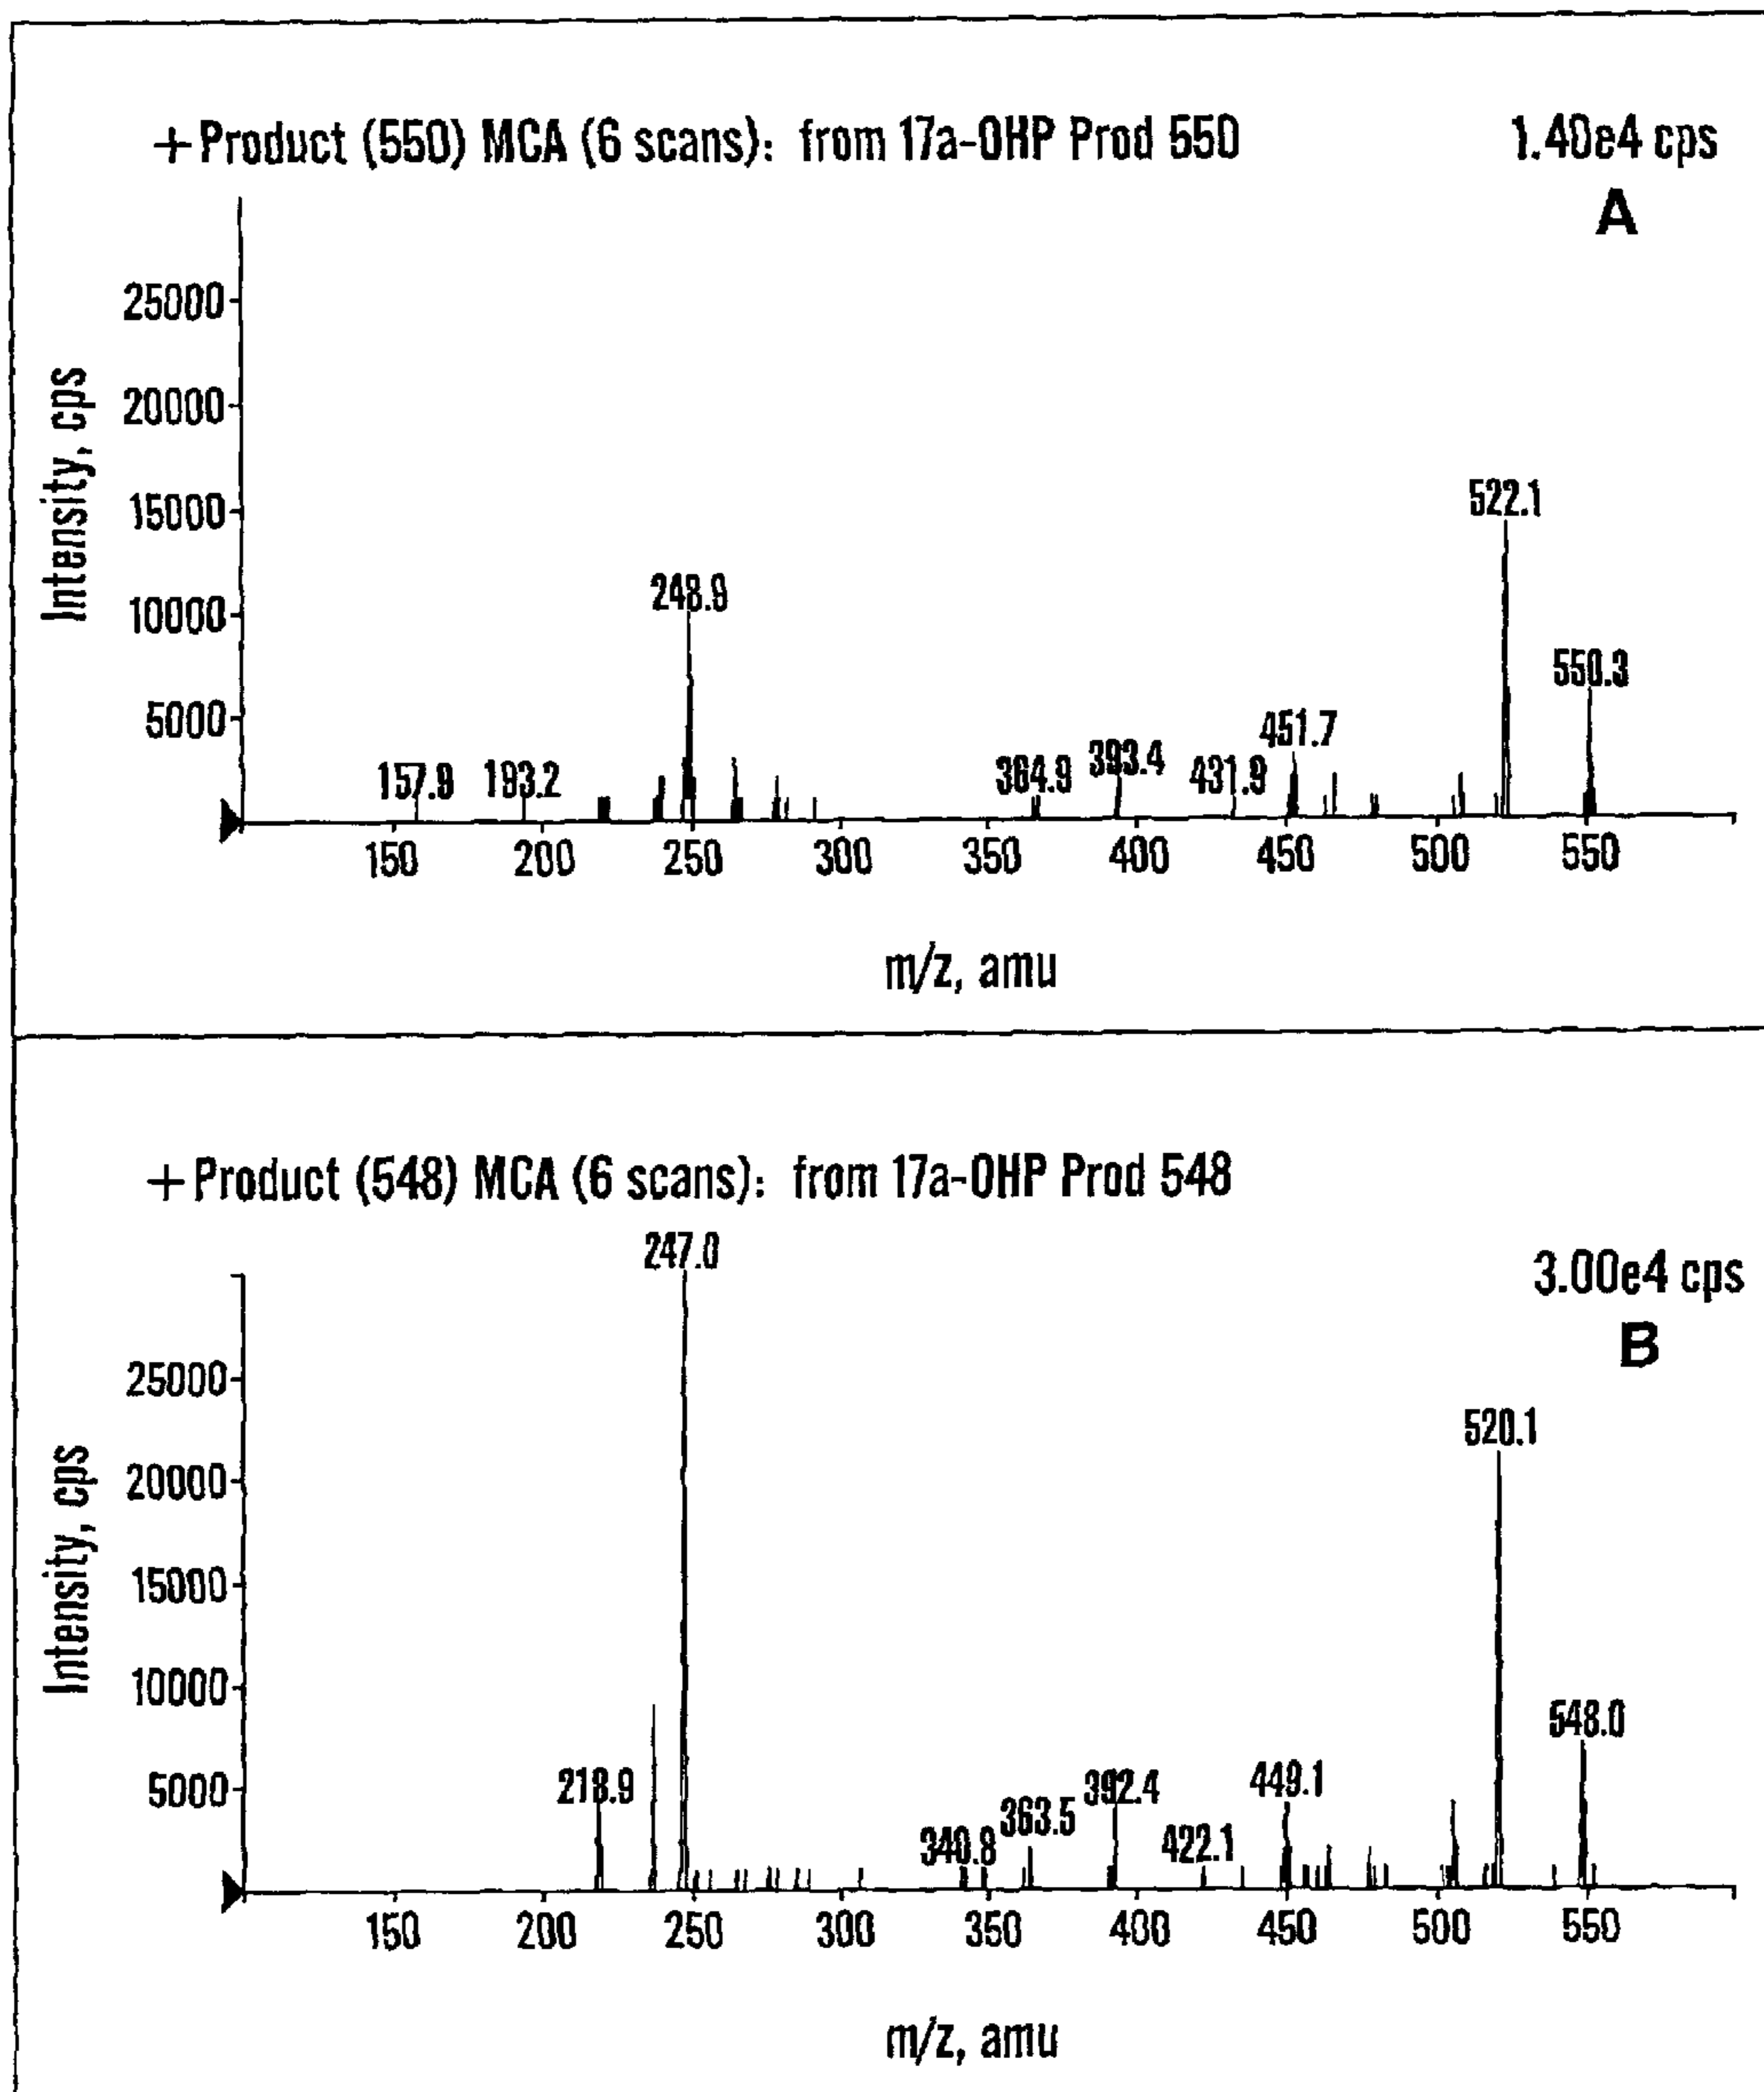 +Product (550) MCA (6 scans): from 17a-OHP Prod 550
1.40e4 cps
A
Intensity, cps
25000
20000
15000
10000
5000
157.9
193.2
248.9
364.9
393.4
431.9
451.7
522.1
550.3
150 200 250 300 350 400 450 500 550
m/z, amu
+Product (548) MCA (6 scans): from 17a-OHP Prod 548
3.00e4 cps
B
Intensity, cps
25000
20000
15000
10000
5000
218.9
247.0
340.8
363.5
392.4
422.1
449.1
520.1
548.0
150 200 250 300 350 400 450 500 550
m/z, amu